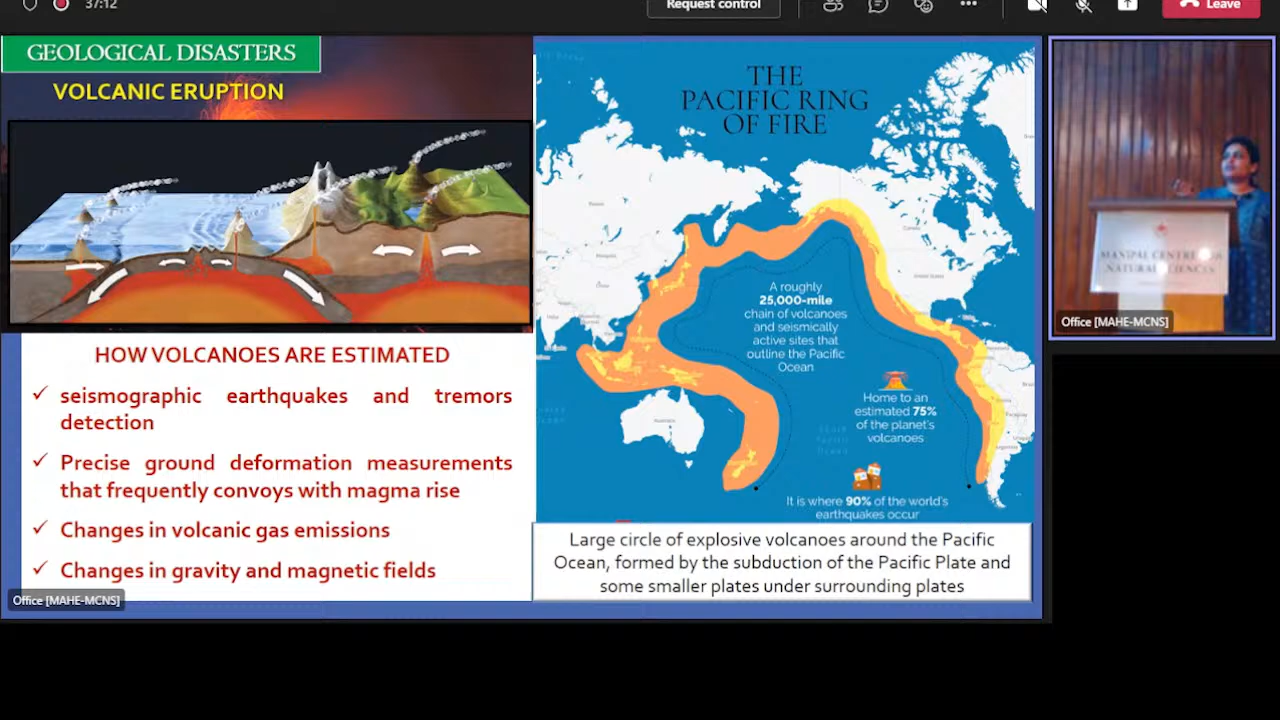 37:12
Request control
Leave
GEOLOGICAL DISASTERS
VOLCANIC ERUPTION
HOW VOLCANOES ARE ESTIMATED
✓ seismographic earthquakes and tremors
detection
✓ Precise ground deformation measurements
that frequently convoys with magma rise
✓ Changes in volcanic gas emissions
✓ Changes in gravity and magnetic fields
Office [MAHE-MCNS]
THE
PACIFIC RING
OF FIRE
A roughly
25,000-mile
chain of volcanoes
and seismically
active sites that
outline the Pacific
Ocean
Home to an
estimated 75%
of the planet's
volcanoes
It is where 90% of the world's
earthquakes occur
Large circle of explosive volcanoes around the Pacific
Ocean, formed by the subduction of the Pacific Plate and
some smaller plates under surrounding plates
MANIPAL CENTRE FOR
NATURAL SCIENCES
Office [MAHE-MCNS]